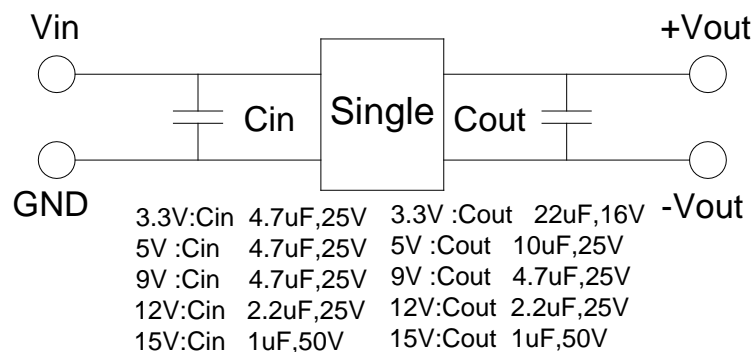 Vin +Vout
Cin Single Cout
GND -Vout
3.3V:Cin 4.7uF,25V 3.3V :Cout 22uF,16V
5V :Cin 4.7uF,25V 5V :Cout 10uF,25V
9V :Cin 4.7uF,25V 9V :Cout 4.7uF,25V
12V:Cin 2.2uF,25V 12V:Cout 2.2uF,25V
15V:Cin 1uF,50V 15V:Cout 1uF,50V